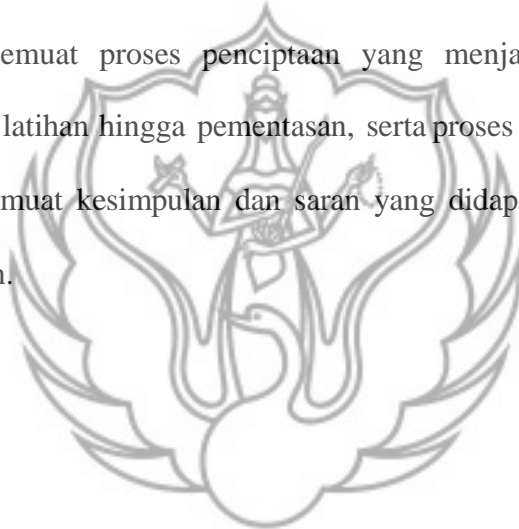 emuat proses penciptaan yang menja
latihan hingga pementasan, serta proses
muat kesimpulan dan saran yang didap
n.